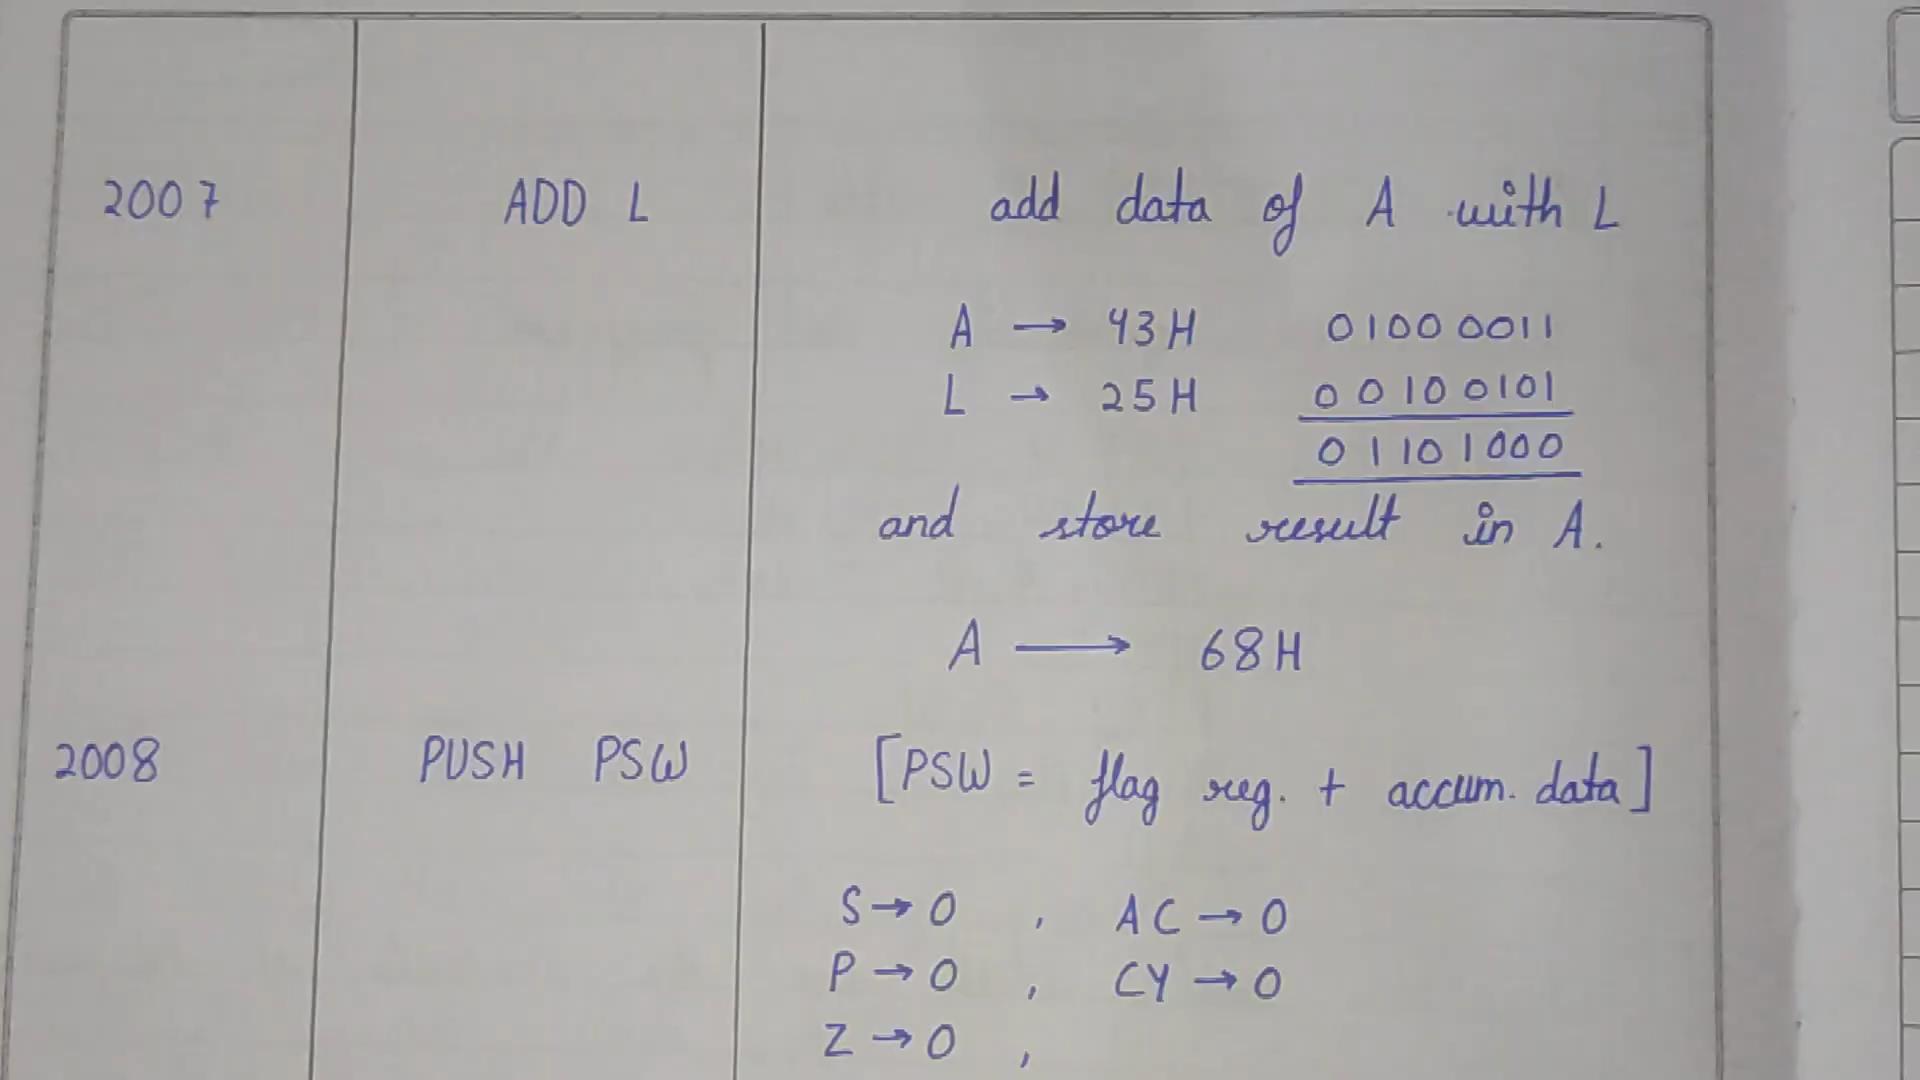 2007 ADD L add data of A with L
A → 43H 01000011
L → 25H 00100101
01101000
and store result in A.
A → 68H
2008 PUSH PSW [PSW = flag reg. + accum. data]
S → 0 , AC → 0
P → 0 , CY → 0
Z → 0 ,